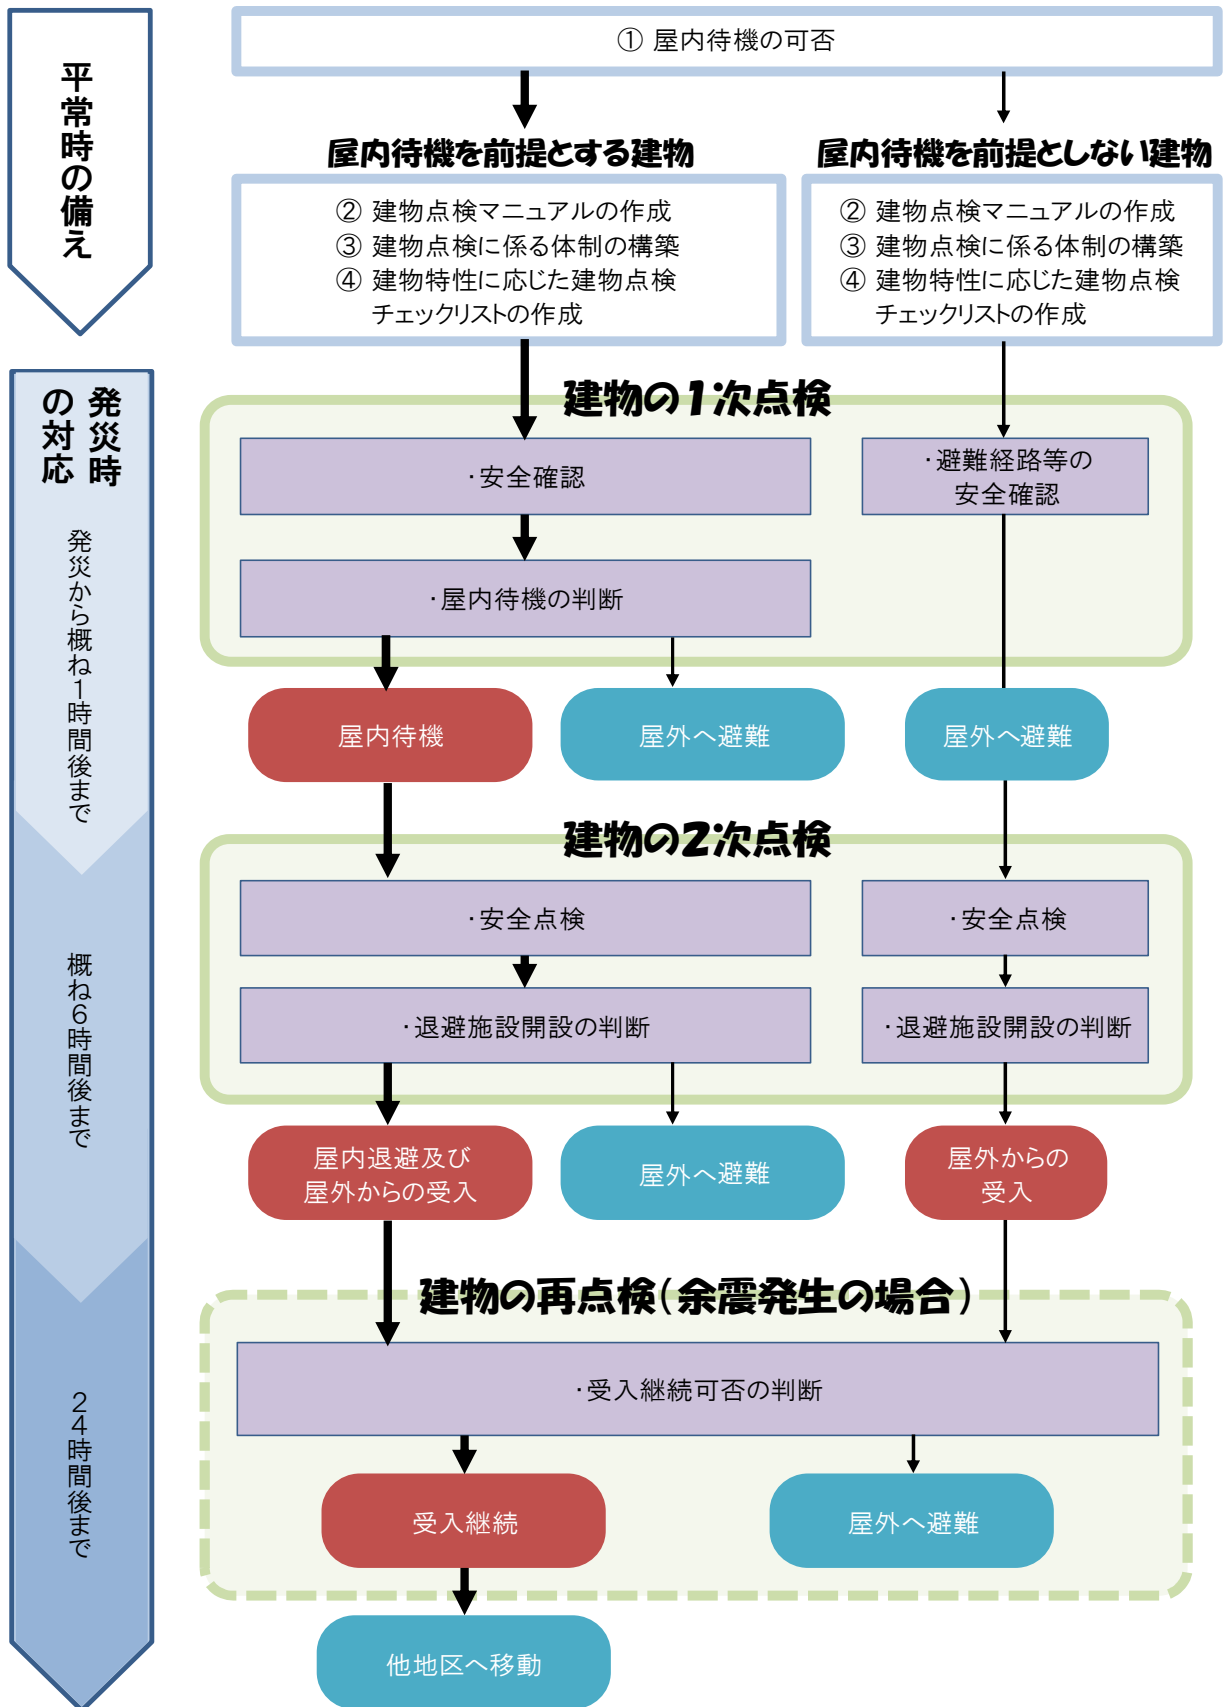 平常時の備え
① 屋内待機の可否
屋内待機を前提とする建物
② 建物点検マニュアルの作成
③ 建物点検に係る体制の構築
④ 建物特性に応じた建物点検
チェックリストの作成
屋内待機を前提としない建物
② 建物点検マニュアルの作成
③ 建物点検に係る体制の構築
④ 建物特性に応じた建物点検
チェックリストの作成
発災時
の対応
発災から概ね1時間後まで
建物の1次点検
・安全確認
・避難経路等の
安全確認
・屋内待機の判断
屋内待機
屋外へ避難
屋外へ避難
概ね6時間後まで
建物の2次点検
・安全点検
・安全点検
・退避施設開設の判断
・退避施設開設の判断
屋内退避及び
屋外からの受入
屋外へ避難
屋外からの
受入
24時間後まで
建物の再点検(余震発生の場合)
・受入継続可否の判断
受入継続
屋外へ避難
他地区へ移動